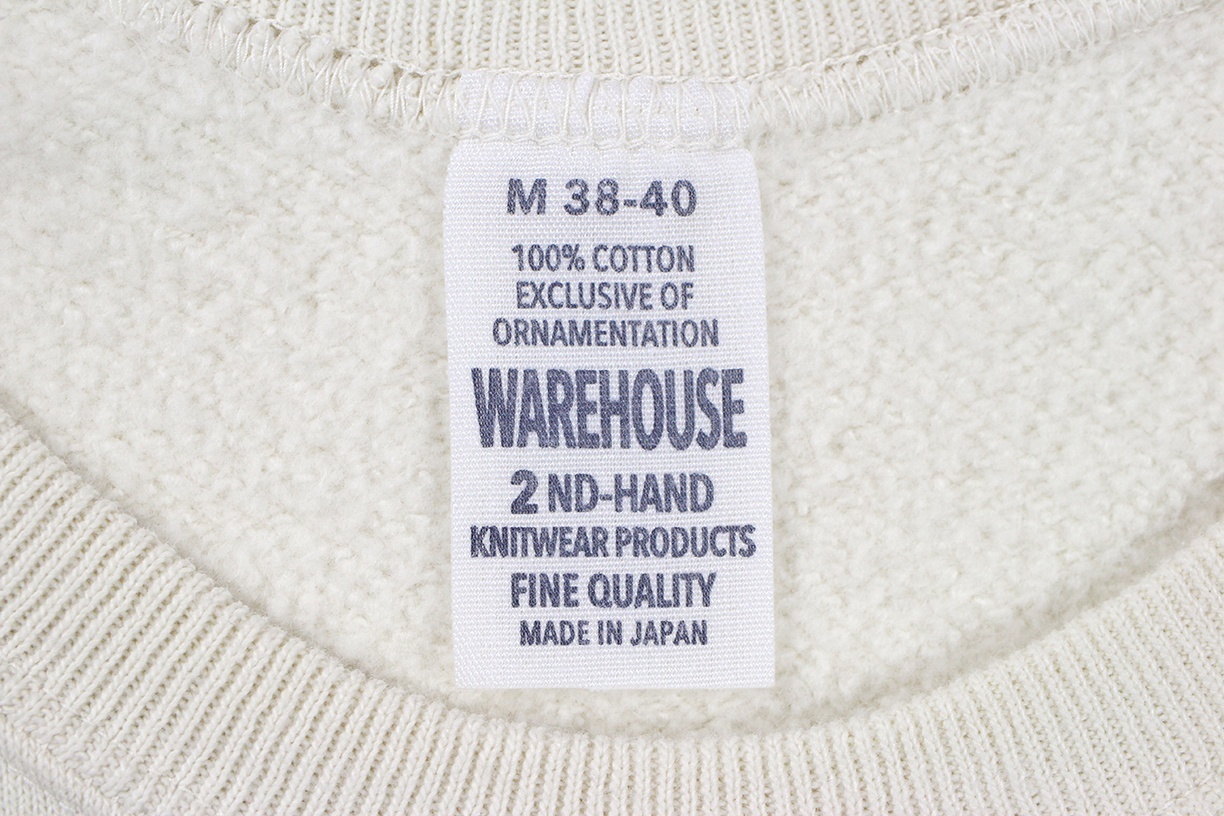 M 38-40
100% COTTON
EXCLUSIVE OF
ORNAMENTATION
WAREHOUSE
2 ND-HAND
KNITWEAR PRODUCTS
FINE QUALITY
MADE IN JAPAN